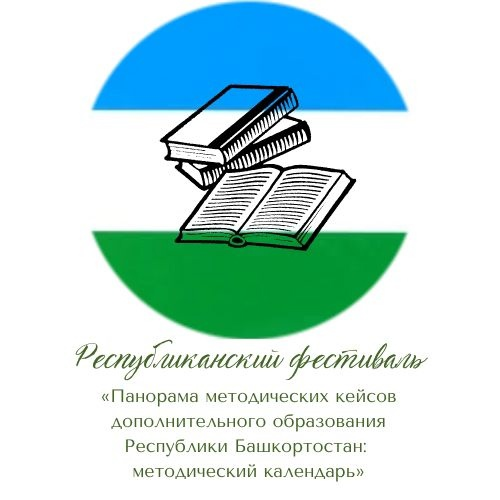 Республиканский фестиваль
«Панорама методических кейсов
дополнительного образования
Республики Башкортостан:
методический календарь»